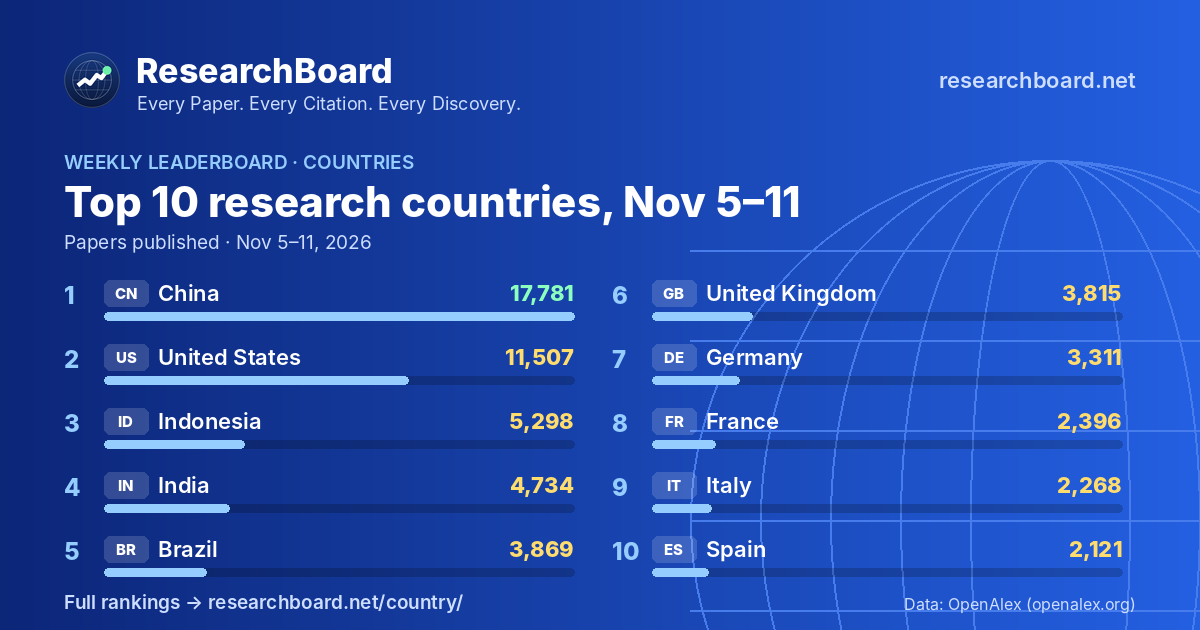 ResearchBoard
Every Paper. Every Citation. Every Discovery.
researchboard.net
WEEKLY LEADERBOARD · COUNTRIES
Top 10 research countries, Nov 5–11
Papers published · Nov 5–11, 2026
1 CN China 17,781
2 US United States 11,507
3 ID Indonesia 5,298
4 IN India 4,734
5 BR Brazil 3,869
6 GB United Kingdom 3,815
7 DE Germany 3,311
8 FR France 2,396
9 IT Italy 2,268
10 ES Spain 2,121
Full rankings → researchboard.net/country/
Data: OpenAlex (openalex.org)